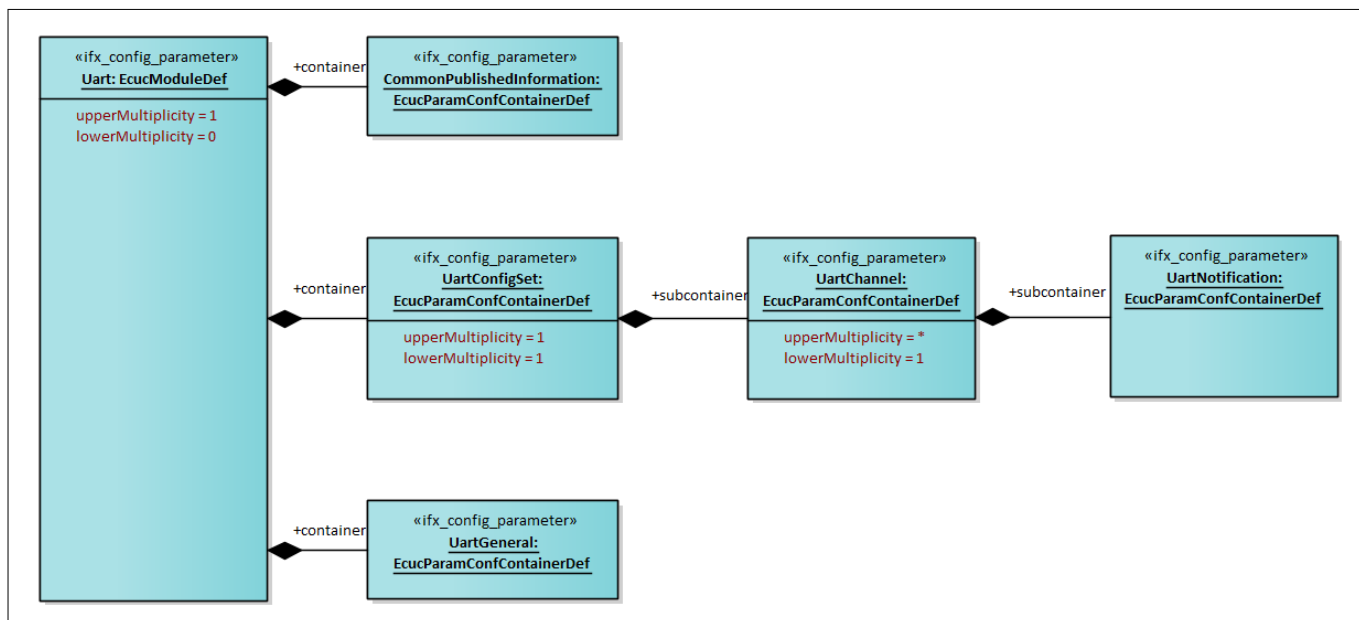 «ifx_config_parameter»
Uart: EcucModuleDef
upperMultiplicity = 1
lowerMultiplicity = 0
+container
«ifx_config_parameter»
CommonPublishedInformation:
EcucParamConfContainerDef
+container
«ifx_config_parameter»
UartConfigSet:
EcucParamConfContainerDef
upperMultiplicity = 1
lowerMultiplicity = 1
+subcontainer
«ifx_config_parameter»
UartChannel:
EcucParamConfContainerDef
upperMultiplicity = *
lowerMultiplicity = 1
+subcontainer
«ifx_config_parameter»
UartNotification:
EcucParamConfContainerDef
+container
«ifx_config_parameter»
UartGeneral:
EcucParamConfContainerDef